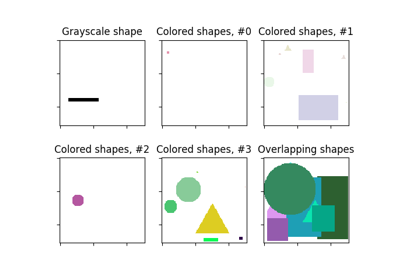 Grayscale shape
Colored shapes, #0
Colored shapes, #1
Colored shapes, #2
Colored shapes, #3
Overlapping shapes